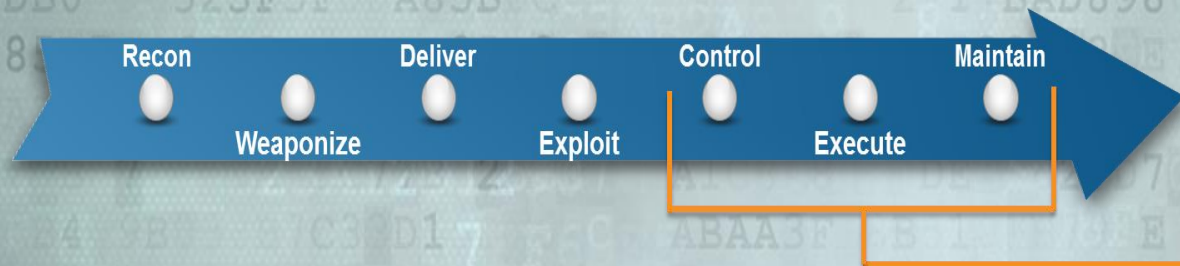 Recon
Weaponize
Deliver
Exploit
Control
Execute
Maintain